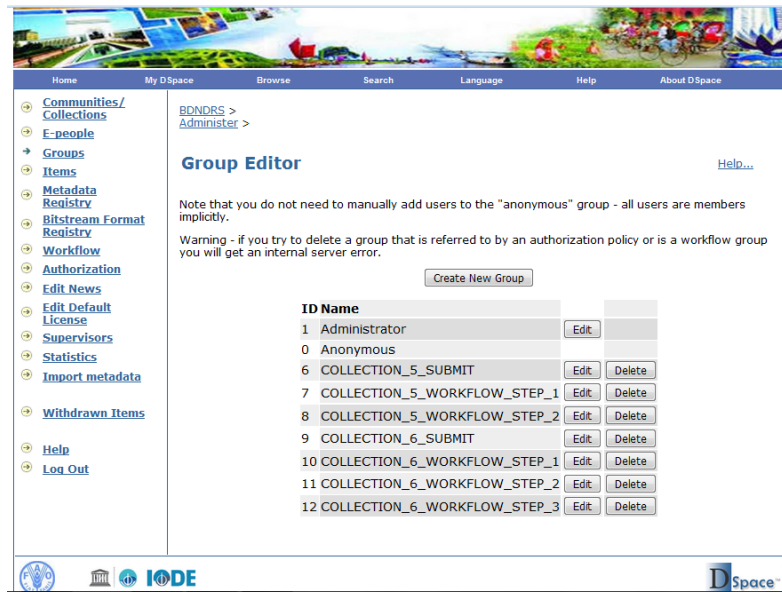 Home My DSpace Browse Search Language Help About DSpace
Communities/
Collections
E-people
Groups
Items
Metadata
Registry
Bitstream Format
Registry
Workflow
Authorization
Edit News
Edit Default
License
Supervisors
Statistics
Import metadata
Withdrawn Items
Help
Log Out
BDNDRS >
Administer >
Group Editor Help...
Note that you do not need to manually add users to the "anonymous" group - all users are members
implicitly.
Warning - if you try to delete a group that is referred to by an authorization policy or is a workflow group
you will get an internal server error.
Create New Group
ID Name
1 Administrator Edit
0 Anonymous
6 COLLECTION_5_SUBMIT Edit Delete
7 COLLECTION_5_WORKFLOW_STEP_1 Edit Delete
8 COLLECTION_5_WORKFLOW_STEP_2 Edit Delete
9 COLLECTION_6_SUBMIT Edit Delete
10 COLLECTION_6_WORKFLOW_STEP_1 Edit Delete
11 COLLECTION_6_WORKFLOW_STEP_2 Edit Delete
12 COLLECTION_6_WORKFLOW_STEP_3 Edit Delete
IODE DSpace